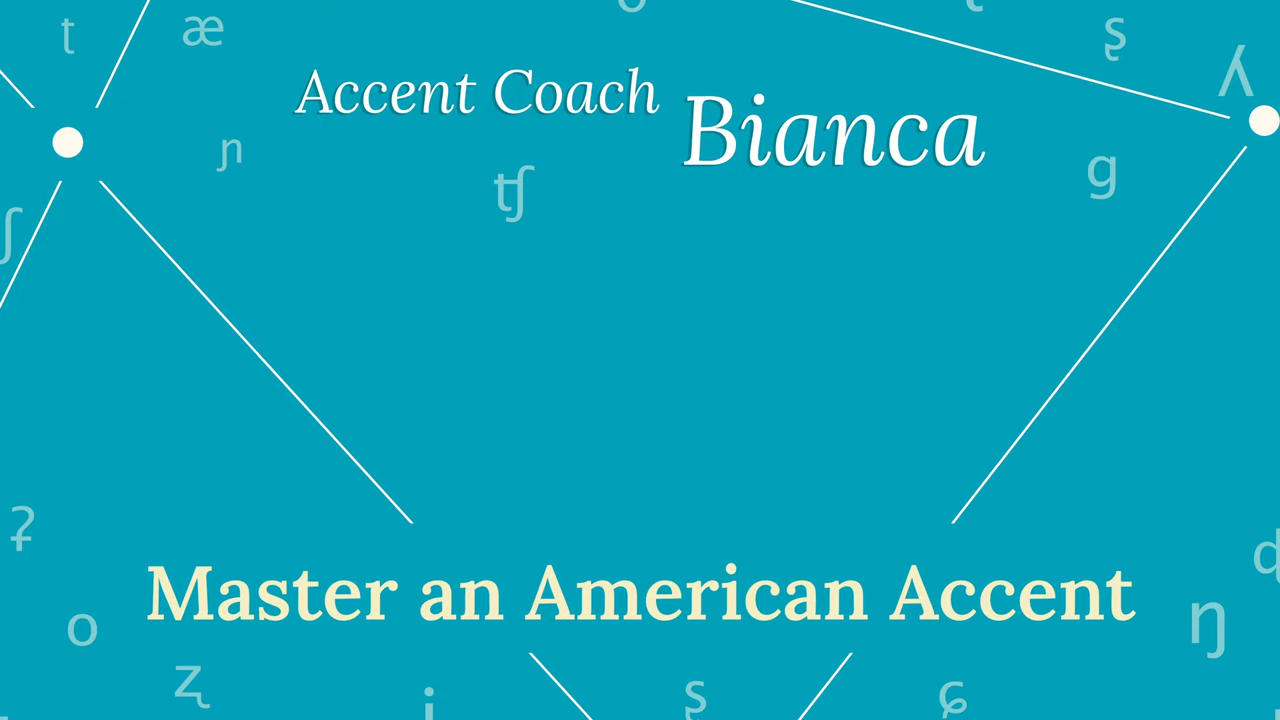 t
æ
ʂ
ʎ
Accent Coach Bianca
ɲ
ʧ
g
ʃ
ʔ
Master an American Accent
o
ŋ
ʐ
i
ʂ
ɕ